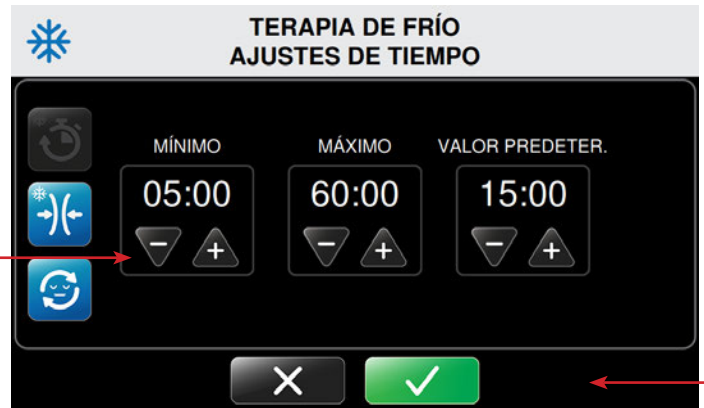 TERAPIA DE FRÍO
AJUSTES DE TIEMPO
MÍNIMO MÁXIMO VALOR PREDETER.
05:00 60:00 15:00
− + − + − +